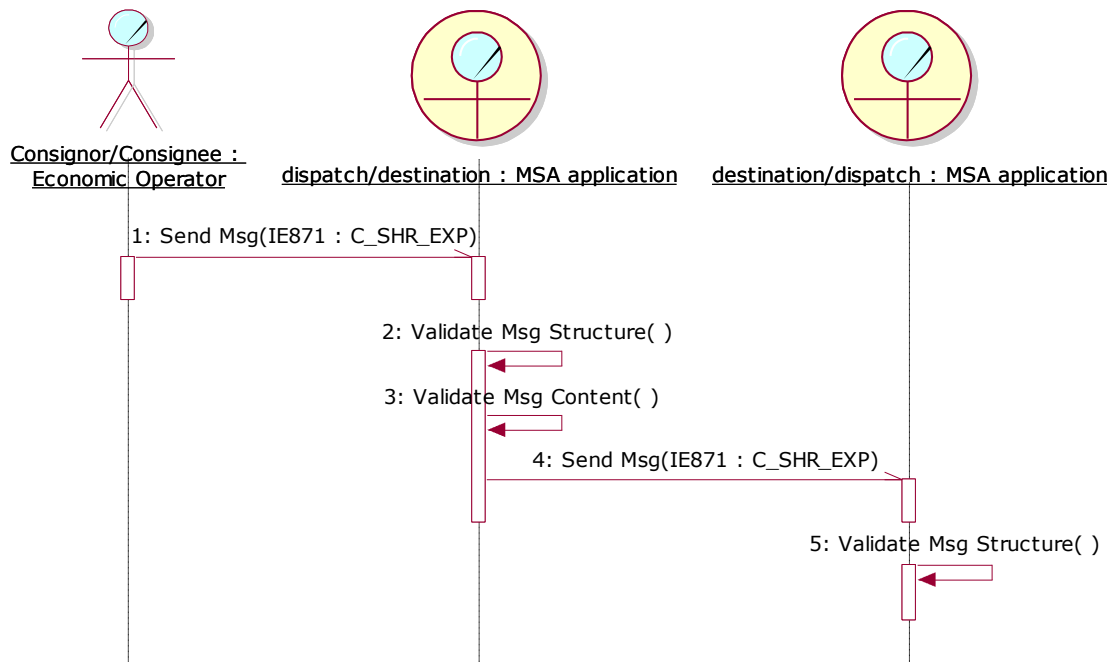 Consignor/Consignee :
Economic Operator
dispatch/destination : MSA application
destination/dispatch : MSA application
1: Send Msg(IE871 : C_SHR_EXP)
2: Validate Msg Structure( )
3: Validate Msg Content( )
4: Send Msg(IE871 : C_SHR_EXP)
5: Validate Msg Structure( )